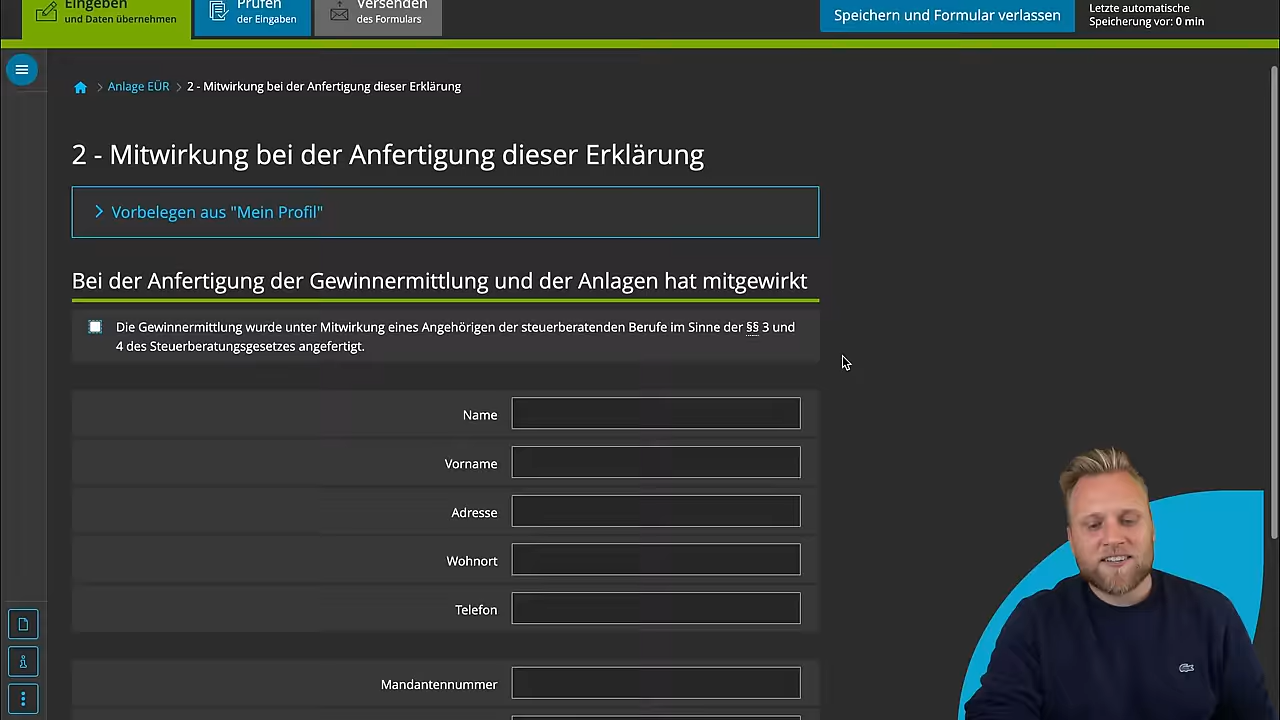 Eingeben
und Daten übernehmen
Prüfen
der Eingaben
Versenden
des Formulars
Speichern und Formular verlassen
Letzte automatische
Speicherung vor: 0 min
Anlage EÜR
2 - Mitwirkung bei der Anfertigung dieser Erklärung
2 - Mitwirkung bei der Anfertigung dieser Erklärung
Vorbelegen aus "Mein Profil"
Bei der Anfertigung der Gewinnermittlung und der Anlagen hat mitgewirkt
Die Gewinnermittlung wurde unter Mitwirkung eines Angehörigen der steuerberatenden Berufe im Sinne der §§ 3 und
4 des Steuerberatungsgesetzes angefertigt.
Name
Vorname
Adresse
Wohnort
Telefon
Mandantennummer